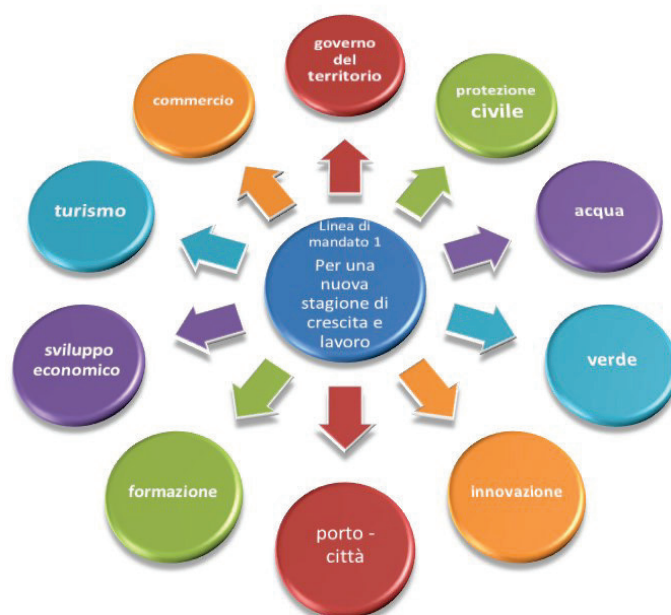 governo
del
territorio
protezione
civile
acqua
verde
innovazione
porto -
città
formazione
sviluppo
economico
turismo
commercio
Linea di
mandato 1
Per una
nuova
stagione di
crescita e
lavoro